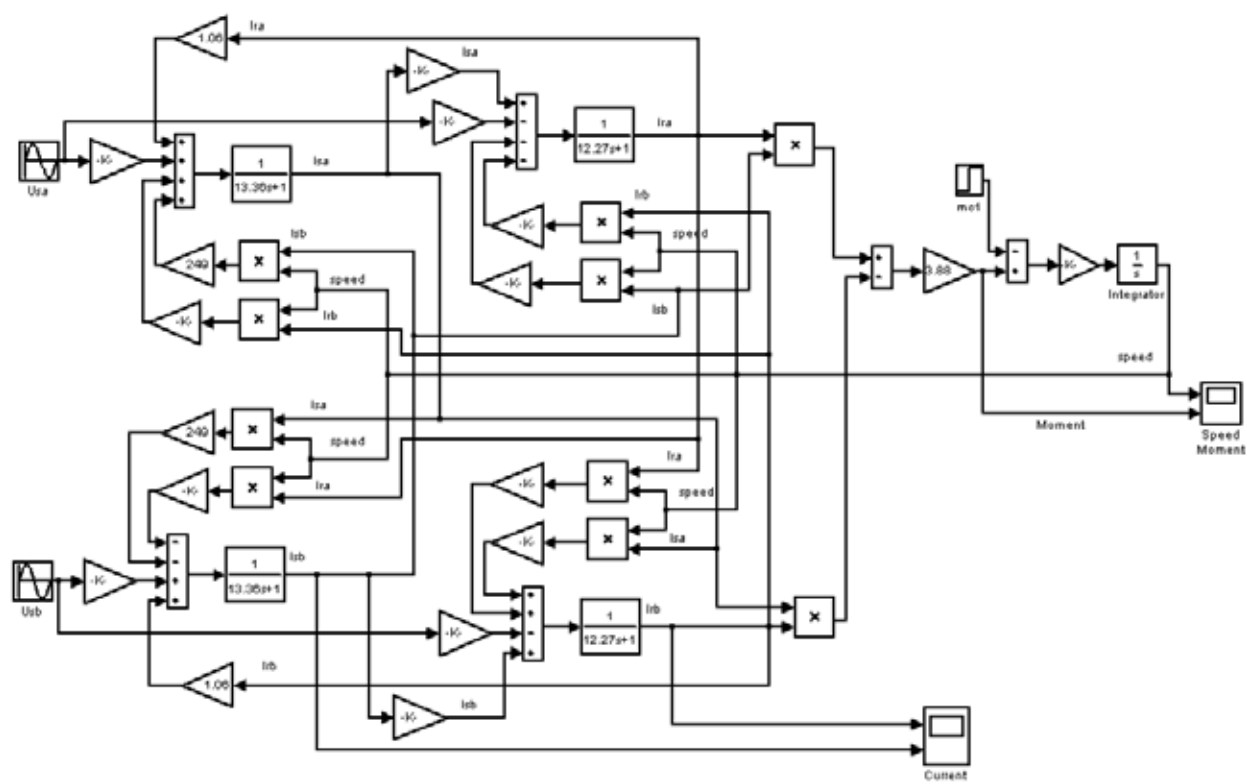 Ira
1.06
Isa
-K-
-K-
Usa
-K-
1
13.36s+1
Isa
1
12.27s+1
Ira
Irb
-K-
speed
-K-
Isb
Isb
249
speed
-K-
Irb
3.88
-K-
1
s
Integrator
speed
Speed
Moment
Moment
Isa
249
speed
-K-
Ira
Ira
-K-
speed
-K-
Isa
Usb
-K-
1
13.36s+1
Isb
-K-
1
12.27s+1
Irb
1.06
Irb
-K-
Isb
Current